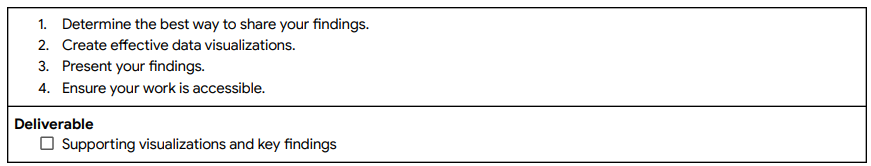 1. Determine the best way to share your findings.
2. Create effective data visualizations.
3. Present your findings.
4. Ensure your work is accessible.
Deliverable
☐ Supporting visualizations and key findings